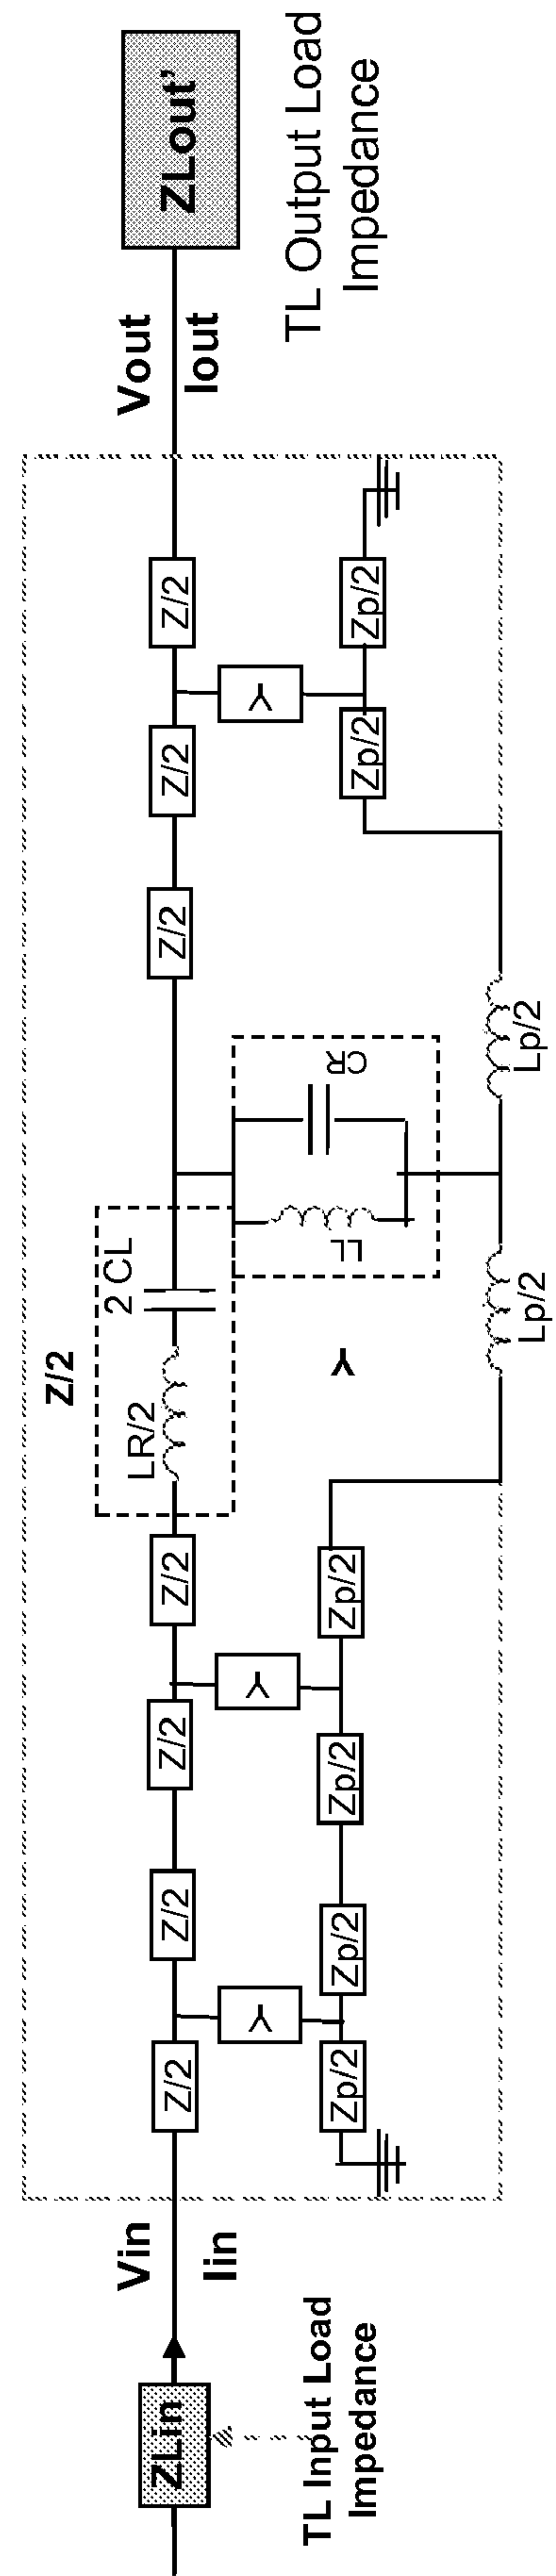 Z/2
LR/2
2 CL
Vin
Vout
ZLin
Z/2
Z/2
Z/2
Z/2
Z/2
Z/2
Z/2
ZLout'
Iin
Iout
Y
Y
LL
CR
Y
TL Input Load
Impedance
Y
TL Output Load
Impedance
Zp/2
Zp/2
Zp/2
Zp/2
Zp/2
Zp/2
Lp/2
Lp/2